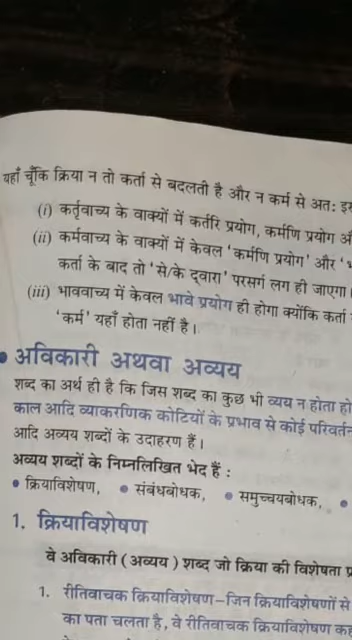 यहाँ चूँकि क्रिया न तो कर्ता से बदलती है और न कर्म से अत:
(i) कर्तृवाच्य के वाक्यों में कर्तरि प्रयोग, कर्मणि प्रयोग
(ii) कर्मवाच्य के वाक्यों में केवल 'कर्मणि प्रयोग' और
कर्ता के बाद तो 'से/के द्वारा' परसर्ग लग ही जाएगा।
(iii) भाववाच्य में केवल भावे प्रयोग ही होगा क्योंकि कर्ता
'कर्म' यहाँ होता नहीं है।
• अविकारी अथवा अव्यय
शब्द का अर्थ ही है कि जिस शब्द का कुछ भी व्यय न होता हो
काल आदि व्याकरणिक कोटियों के प्रभाव से कोई परिवर्तन
आदि अव्यय शब्दों के उदाहरण हैं।
अव्यय शब्दों के निम्नलिखित भेद हैं :
• क्रियाविशेषण, • संबंधबोधक, • समुच्चयबोधक, •
1. क्रियाविशेषण
वे अविकारी (अव्यय) शब्द जो क्रिया की विशेषता
1. रीतिवाचक क्रियाविशेषण–जिन क्रियाविशेषणों से
का पता चलता है, वे रीतिवाचक क्रियाविशेषण